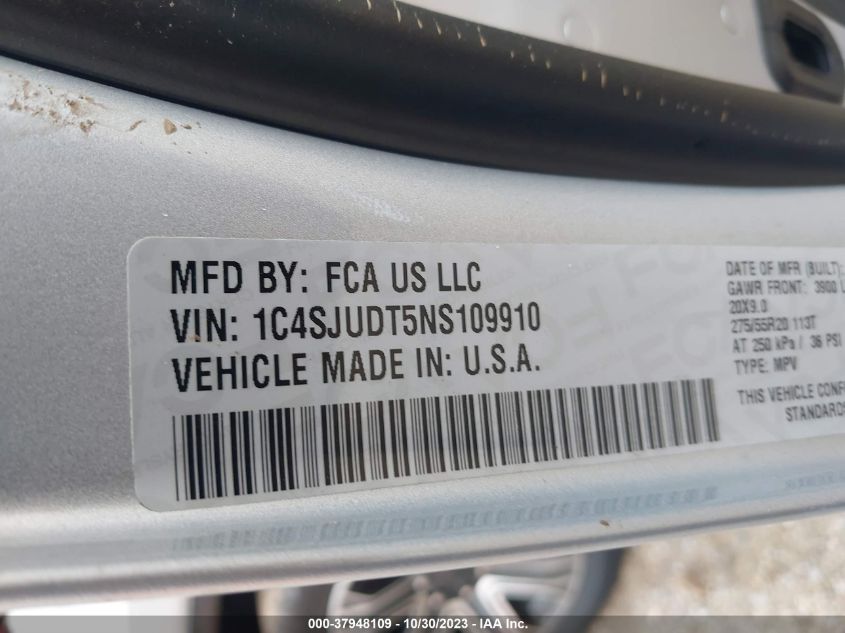 MFD BY: FCA US LLC
VIN: 1C4SJUDT5NS109910
VEHICLE MADE IN: U.S.A.
DATE OF MFR (BUILT):
GAWR FRONT: 3900
20X9.0
275/55R20 113T
AT 250 kPa / 36 PSI
TYPE: MPV
THIS VEHICLE
000-37948109 - 10/30/2023 - IAA Inc.